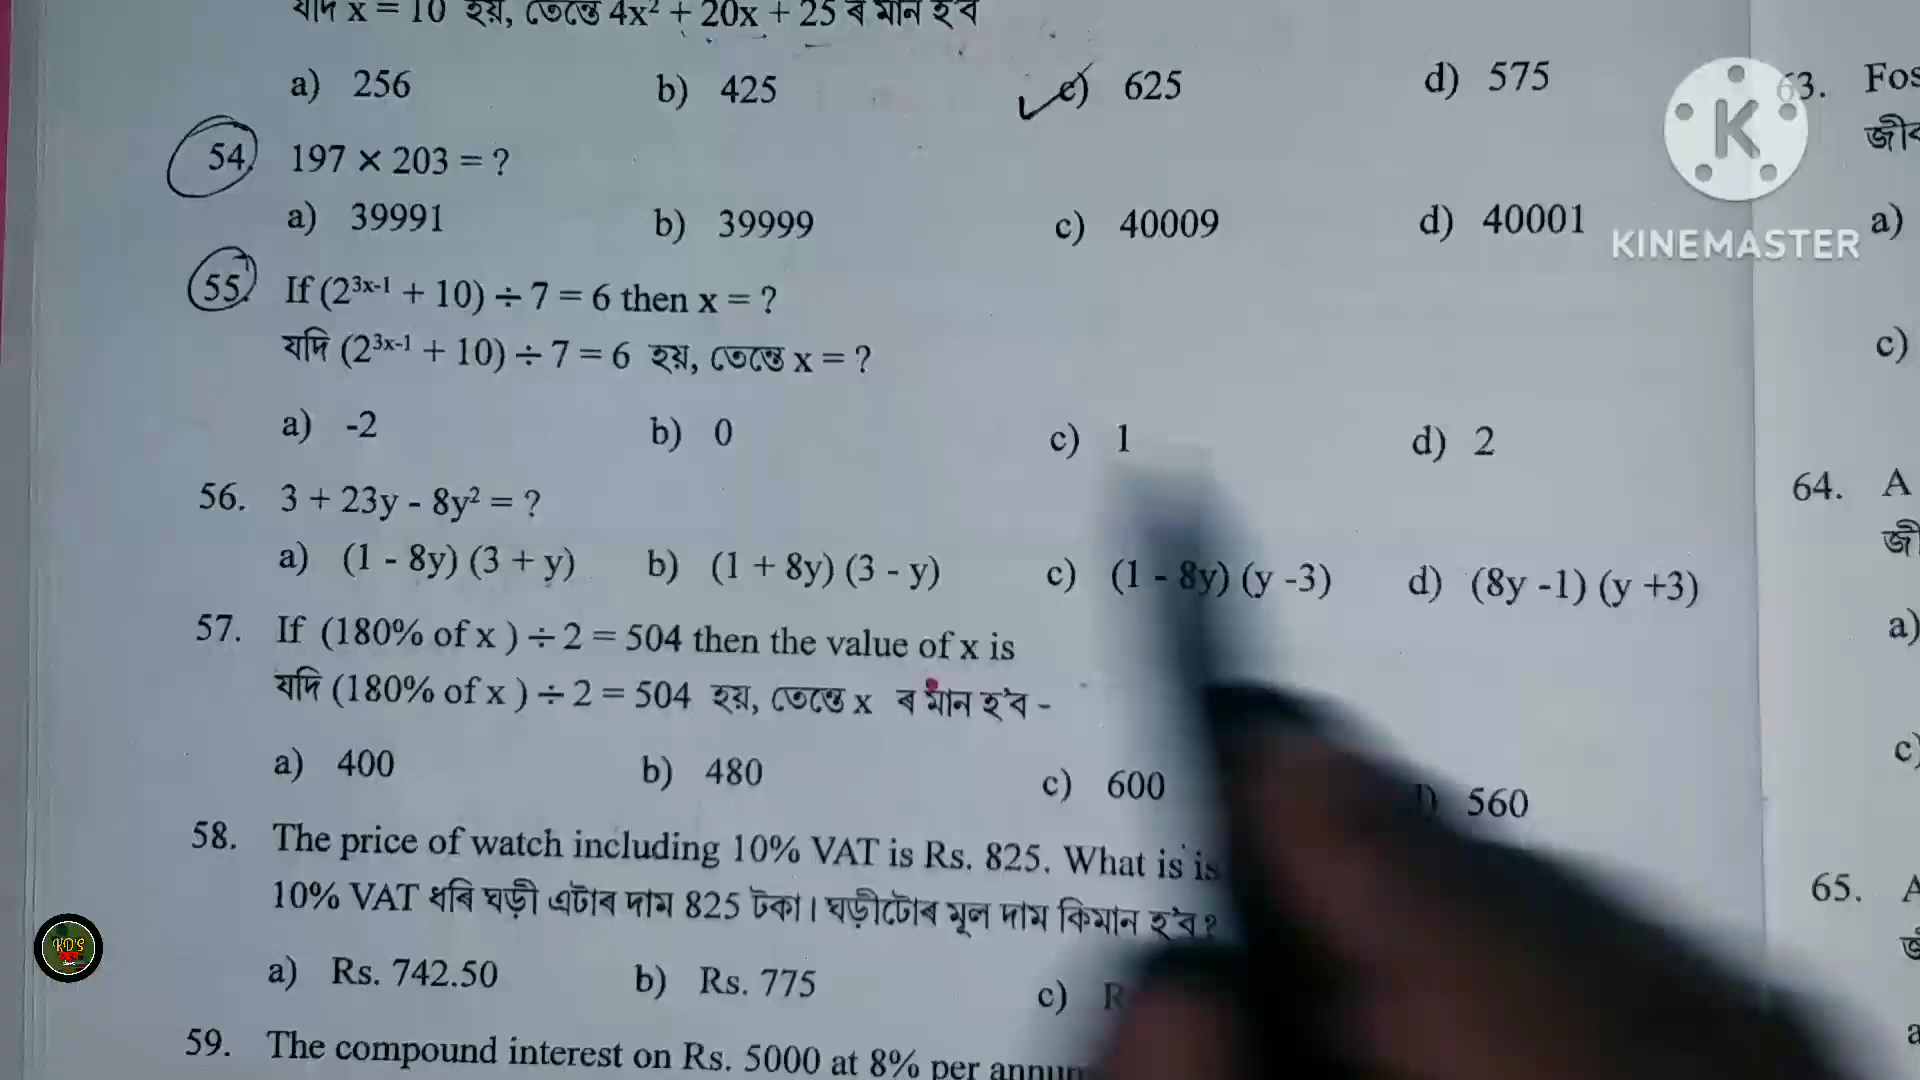 যদি x = 10 হয়, তেন্তে 4x² + 20x + 25 ৰ মান হ'ব
a) 256 b) 425 c) 625 d) 575
54. 197 × 203 = ?
a) 39991 b) 39999 c) 40009 d) 40001
55. If (2³ˣ⁻¹ + 10) ÷ 7 = 6 then x = ?
যদি (2³ˣ⁻¹ + 10) ÷ 7 = 6 হয়, তেন্তে x = ?
a) -2 b) 0 c) 1 d) 2
56. 3 + 23y - 8y² = ?
a) (1 - 8y) (3 + y) b) (1 + 8y) (3 - y) c) (1 - 8y) (y -3) d) (8y -1) (y +3)
57. If (180% of x ) ÷ 2 = 504 then the value of x is
যদি (180% of x ) ÷ 2 = 504 হয়, তেন্তে x ৰ মান হ'ব -
a) 400 b) 480 c) 600 d) 560
58. The price of watch including 10% VAT is Rs. 825. What is is
10% VAT ধৰি ঘড়ী এটাৰ দাম 825 টকা। ঘড়ীটোৰ মূল দাম কিমান হ'ব?
a) Rs. 742.50 b) Rs. 775 c) R
59. The compound interest on Rs. 5000 at 8% per annum
63. Fos
জীৱ
a)
c)
64. A
জী
a)
c)
65. A
a
KINEMASTER
KD'S